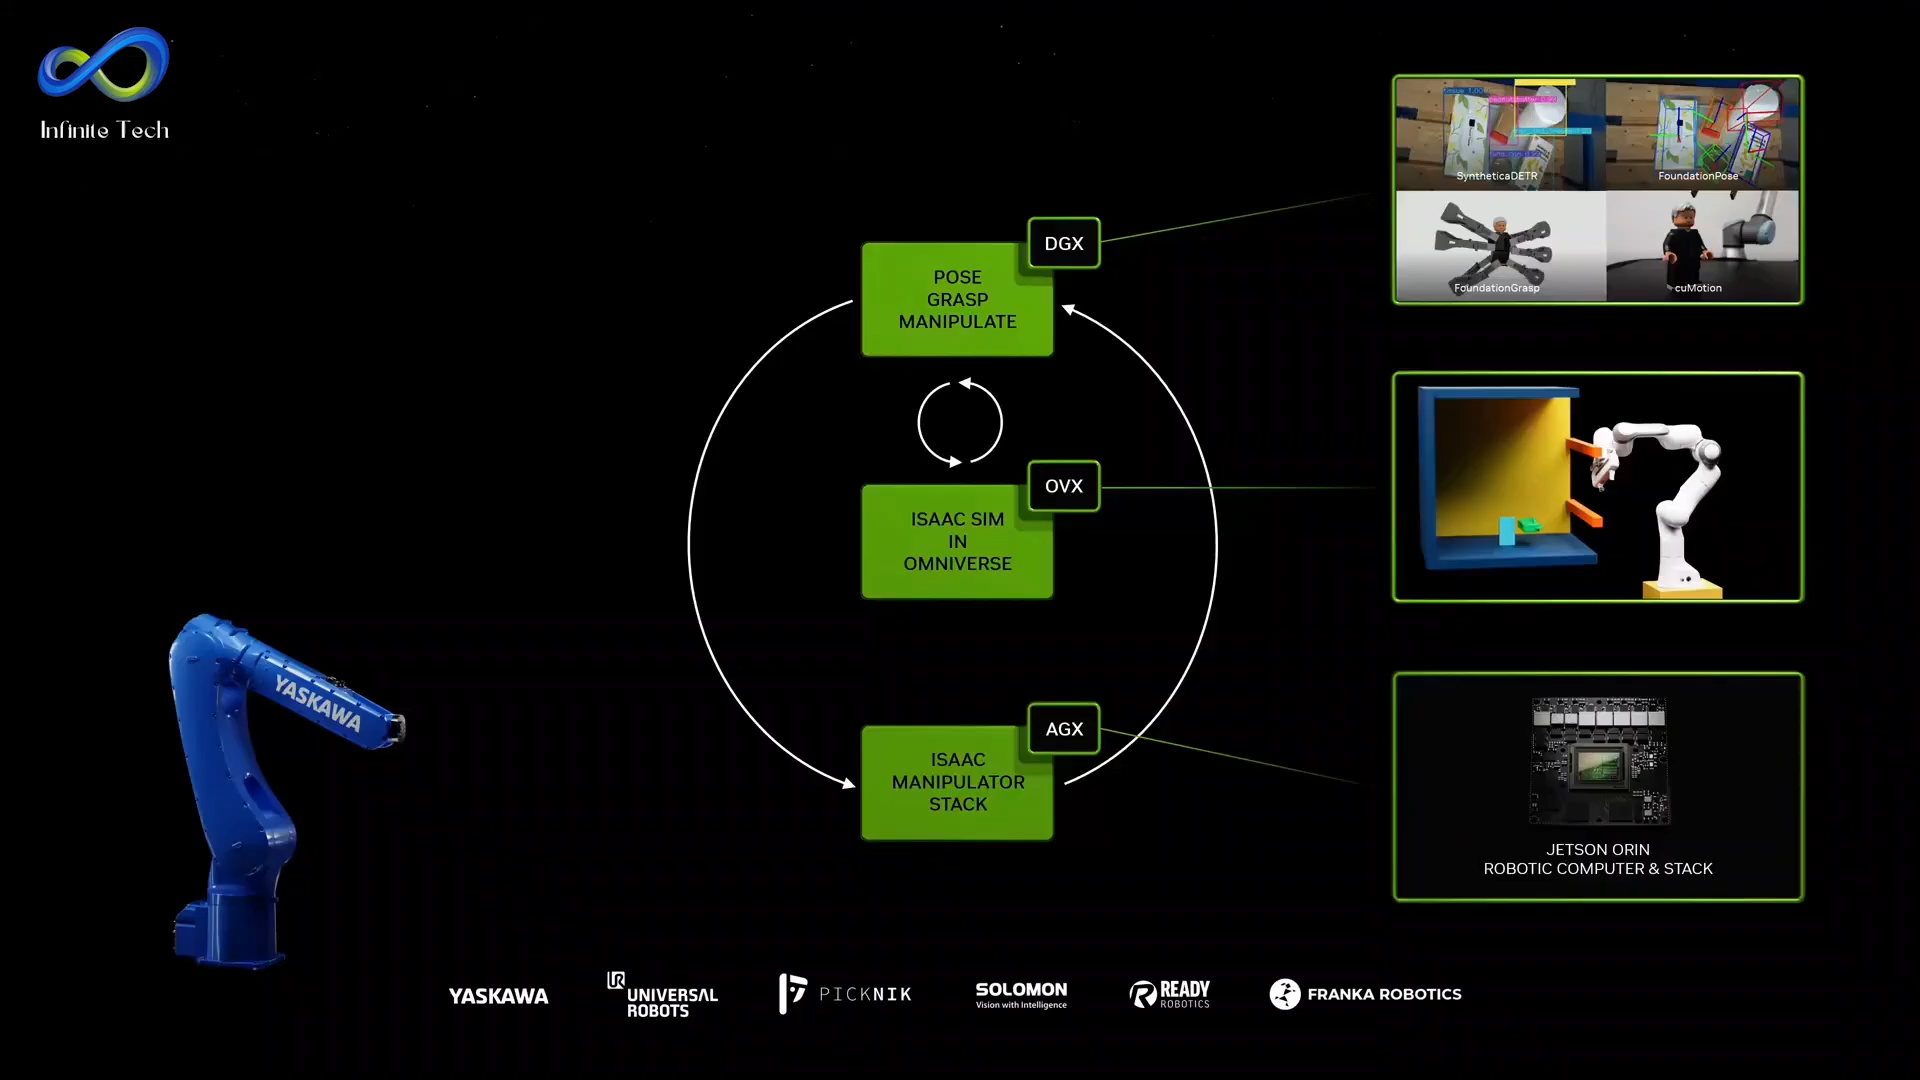 Infinite Tech
DGX
POSE
GRASP
MANIPULATE
OVX
ISAAC SIM
IN
OMNIVERSE
AGX
ISAAC
MANIPULATOR
STACK
SyntheticaDETR
FoundationPose
FoundationGrasp
cuMotion
JETSON ORIN
ROBOTIC COMPUTER & STACK
YASKAWA
YASKAWA
UR
UNIVERSAL
ROBOTS
PICKNIK
SOLOMON
Vision with Intelligence
READY
ROBOTICS
FRANKA ROBOTICS